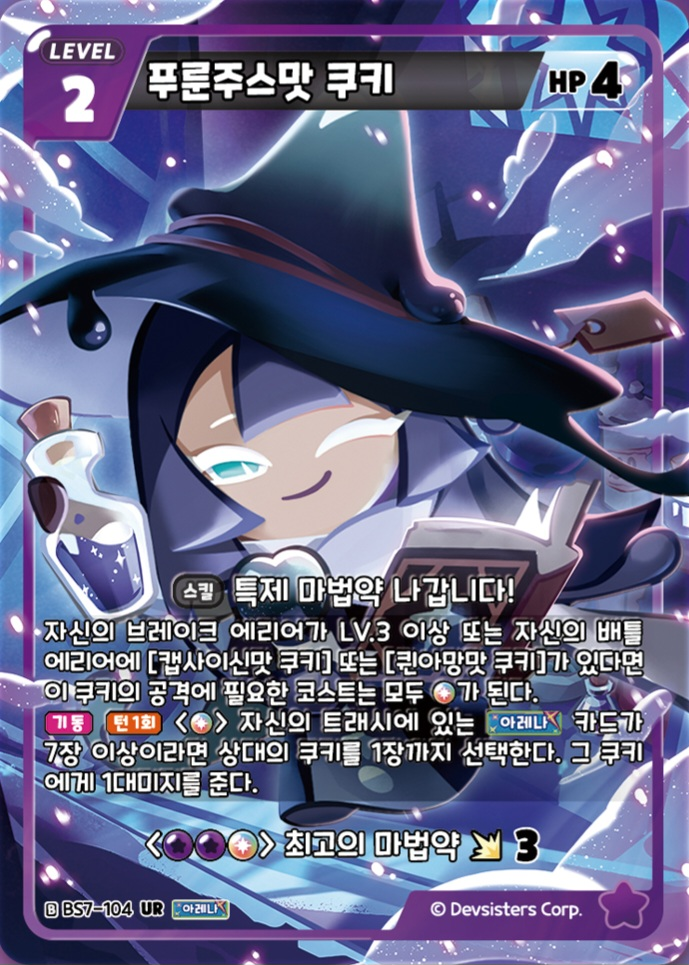 LEVEL
2
푸룬주스맛 쿠키
HP 4
스킬 특제 마법약 나갑니다!
자신의 브레이크 에리어가 LV.3 이상 또는 자신의 배틀
에리어에 [캡사이신맛 쿠키] 또는 [퀸아망맛 쿠키]가 있다면
이 쿠키의 공격에 필요한 코스트는 모두 가 된다.
기동 턴 1회 < > 자신의 트래시에 있는 아레나 카드가
7장 이상이라면 상대의 쿠키를 1장까지 선택한다. 그 쿠키
에게 1대미지를 준다.
< > 최고의 마법약 3
B BS7-104 UR 아레나
© Devsisters Corp.